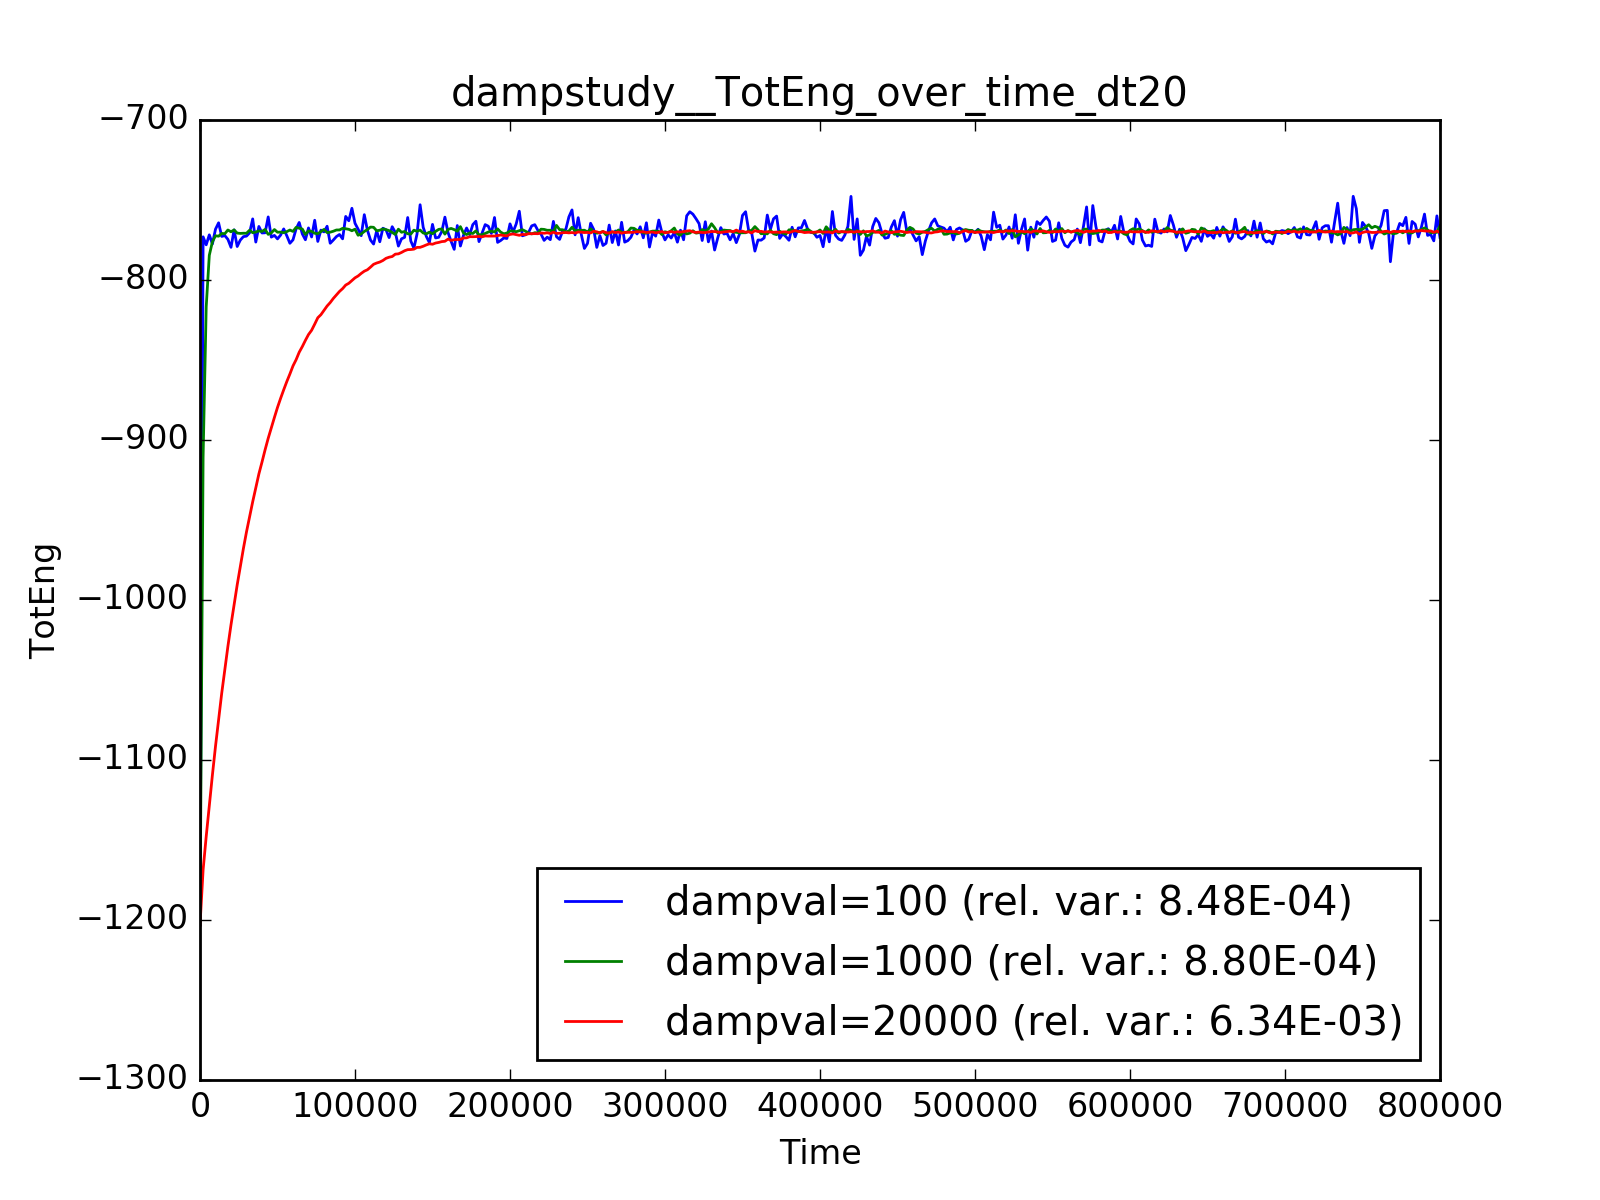 dampstudy__TotEng_over_time_dt20
−700
−800
−900
−1000
−1100
−1200
−1300
TotEng
dampval=100 (rel. var.: 8.48E-04)
dampval=1000 (rel. var.: 8.80E-04)
dampval=20000 (rel. var.: 6.34E-03)
0 100000 200000 300000 400000 500000 600000 700000 800000
Time